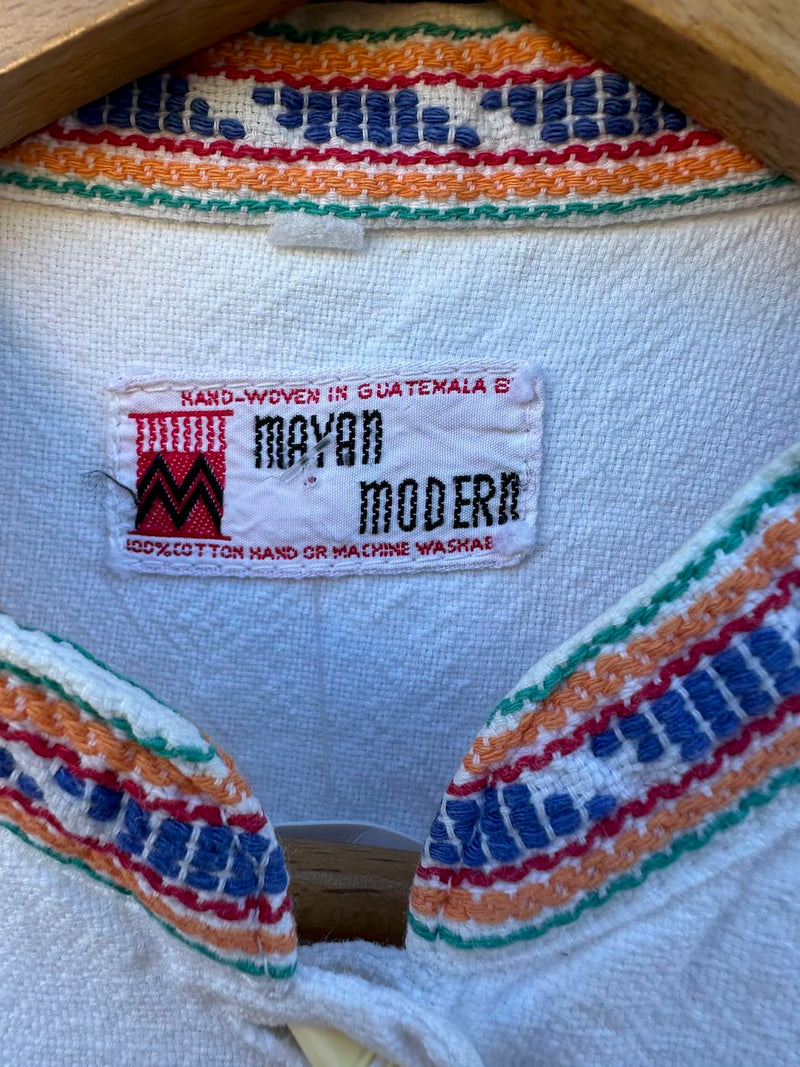 HAND-WOVEN IN GUATEMALA B
MAYAN
MODERN
100% COTTON HAND OR MACHINE WASHAB